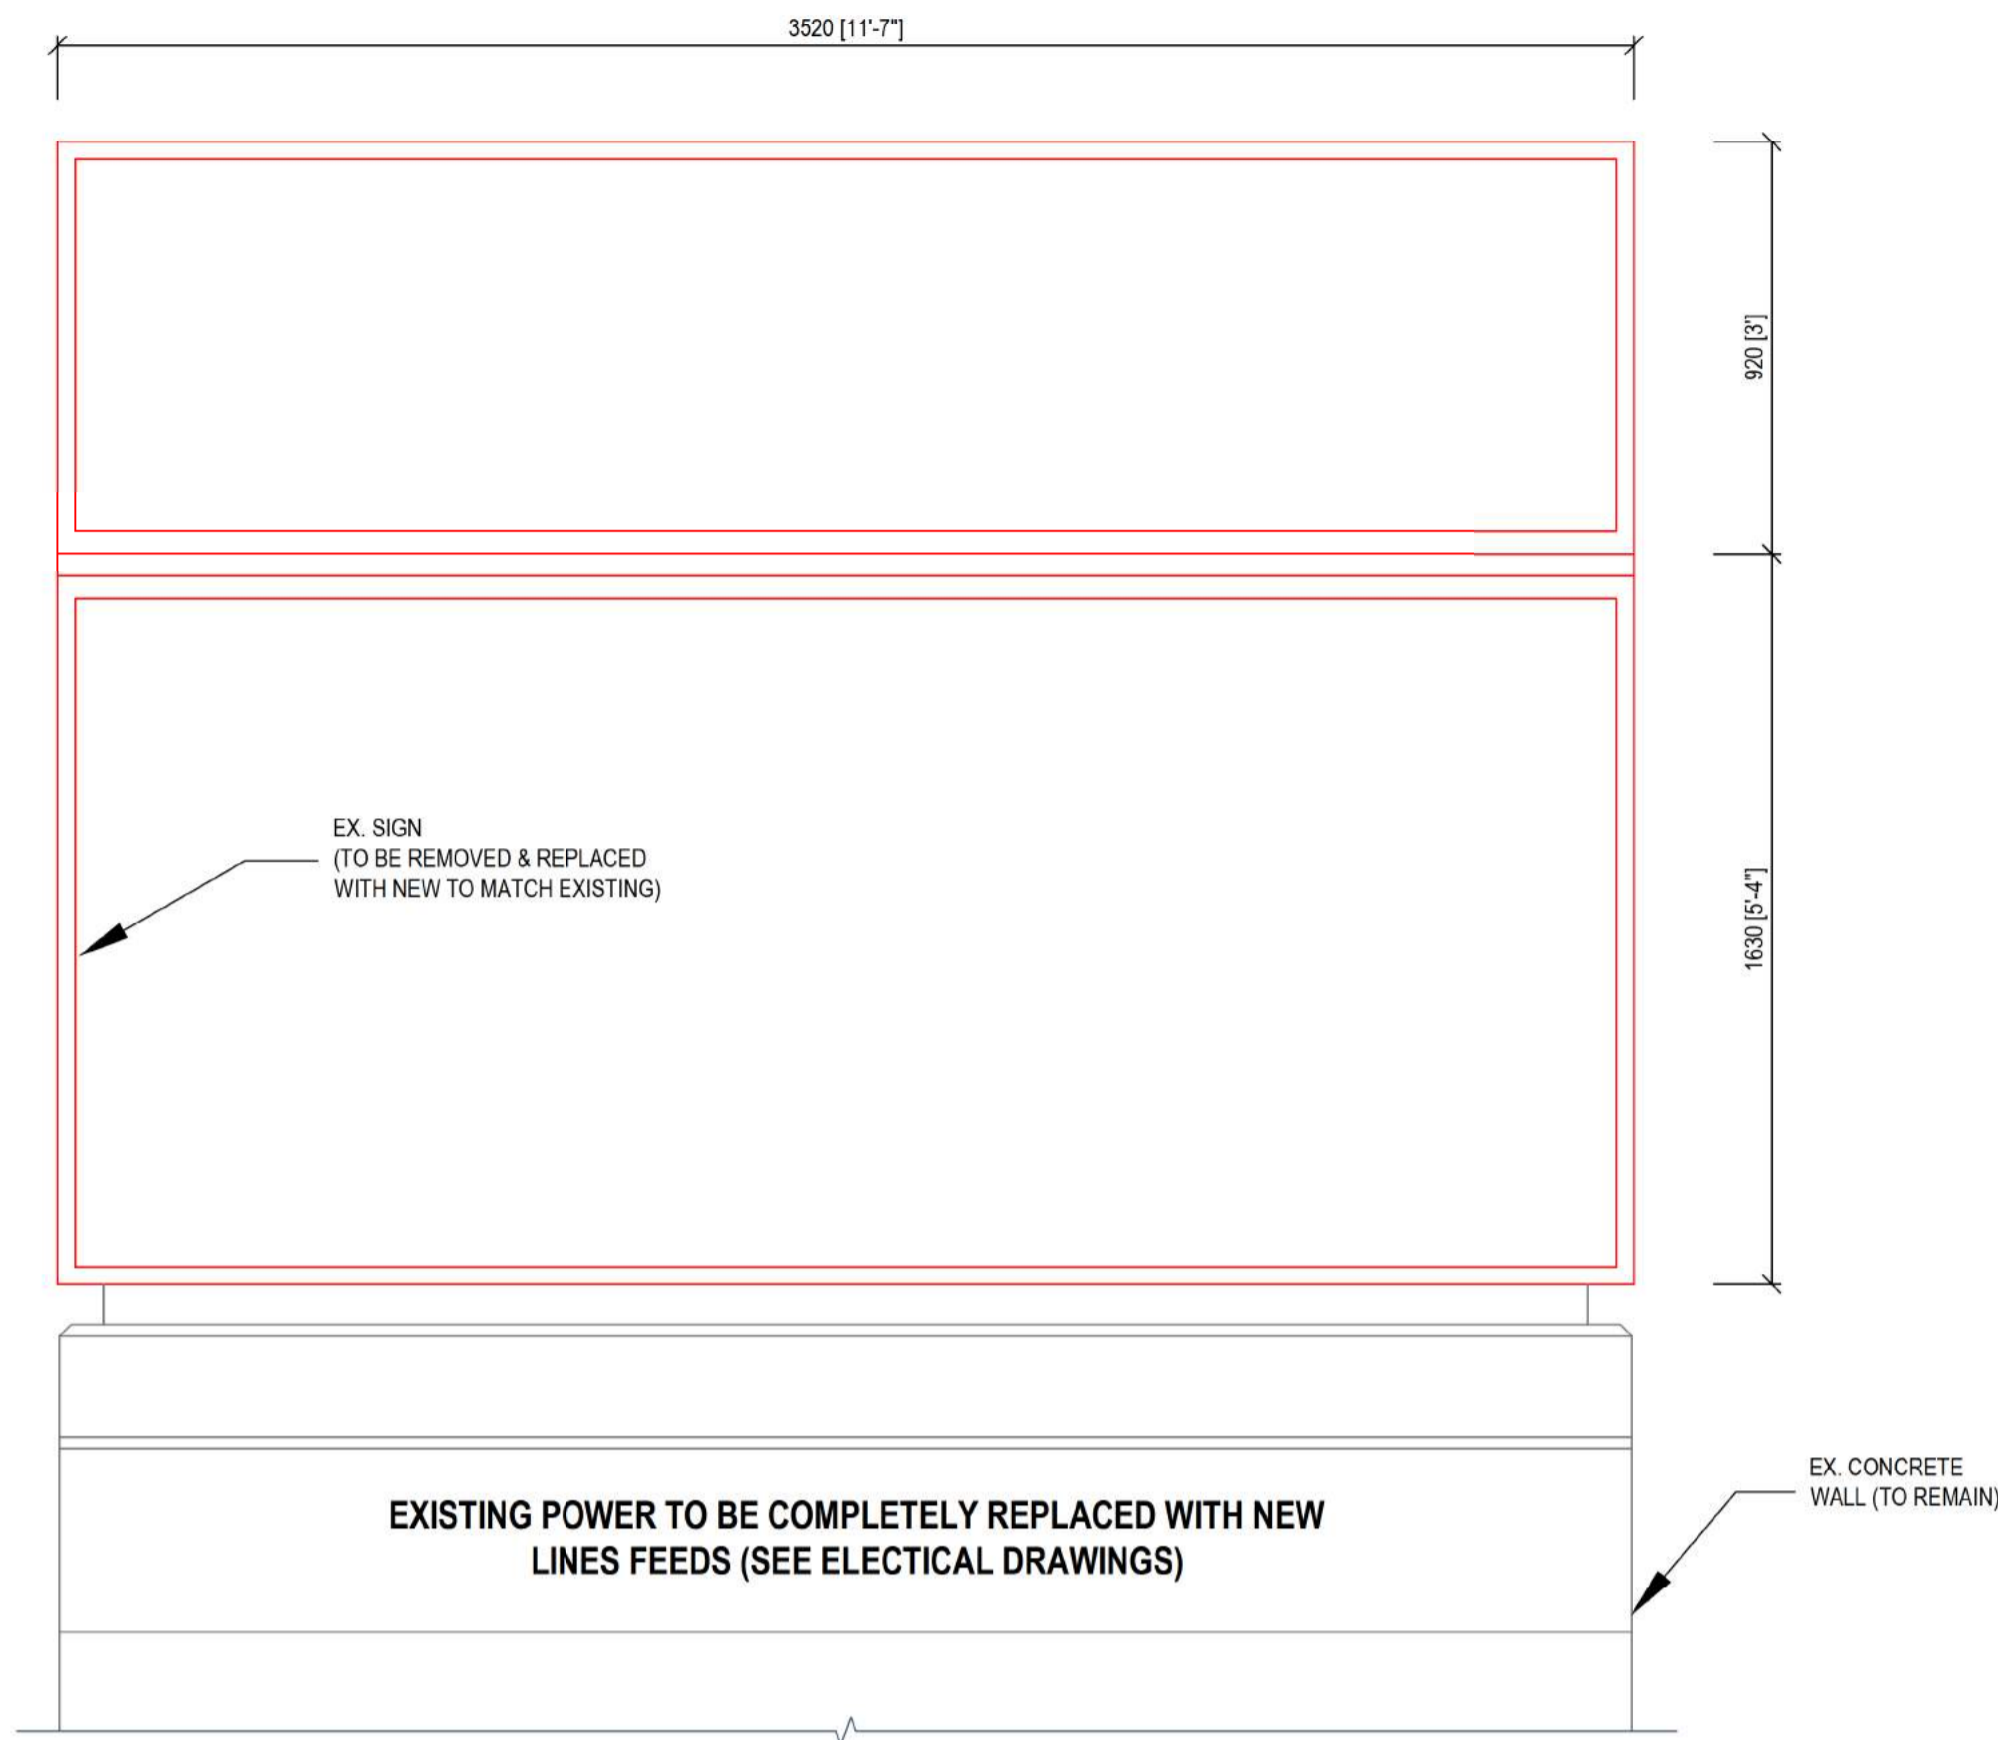 3520 [11'-7"]
920 [3']
EX. SIGN
(TO BE REMOVED & REPLACED
WITH NEW TO MATCH EXISTING)
1630 [5'-4"]
EX. CONCRETE
WALL (TO REMAIN)
EXISTING POWER TO BE COMPLETELY REPLACED WITH NEW
LINES FEEDS (SEE ELECTICAL DRAWINGS)